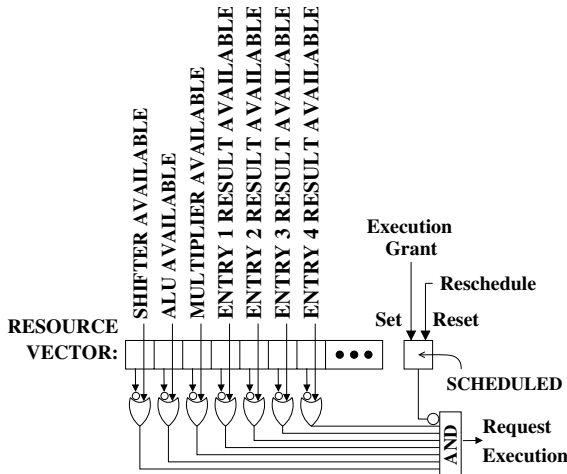 SHIFTER AVAILABLE
ALU AVAILABLE
MULTIPLIER AVAILABLE
ENTRY 1 RESULT AVAILABLE
ENTRY 2 RESULT AVAILABLE
ENTRY 3 RESULT AVAILABLE
ENTRY 4 RESULT AVAILABLE
Execution
Grant
Reschedule
Set
Reset
RESOURCE
VECTOR:
SCHEDULED
AND
Request
Execution